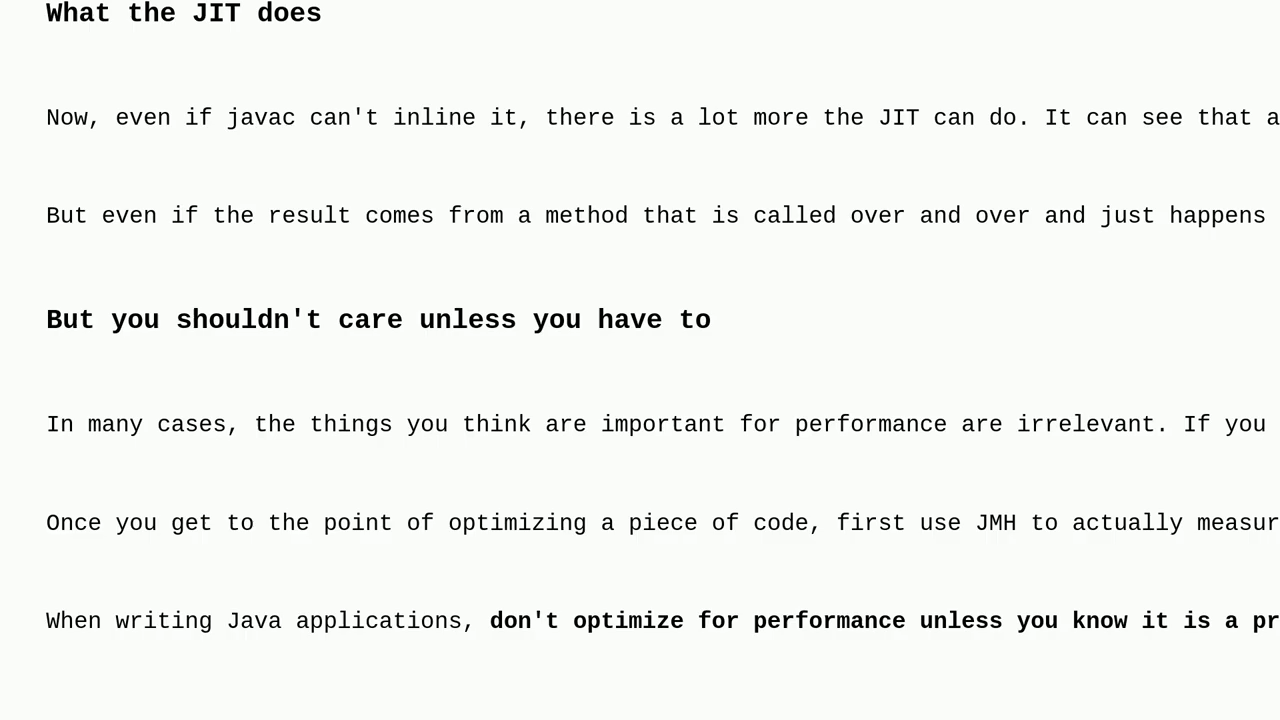 What the JIT does
Now, even if javac can't inline it, there is a lot more the JIT can do. It can see that a
But even if the result comes from a method that is called over and over and just happens
But you shouldn't care unless you have to
In many cases, the things you think are important for performance are irrelevant. If you
Once you get to the point of optimizing a piece of code, first use JMH to actually measur
When writing Java applications, don't optimize for performance unless you know it is a pr